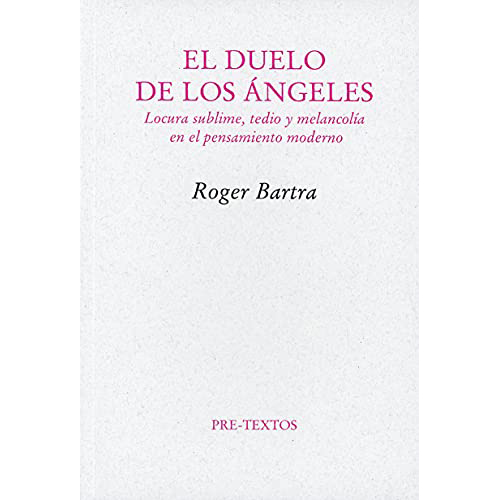 EL DUELO
DE LOS ÁNGELES
Locura sublime, tedio y melancolía
en el pensamiento moderno
Roger Bartra
PRE-TEXTOS